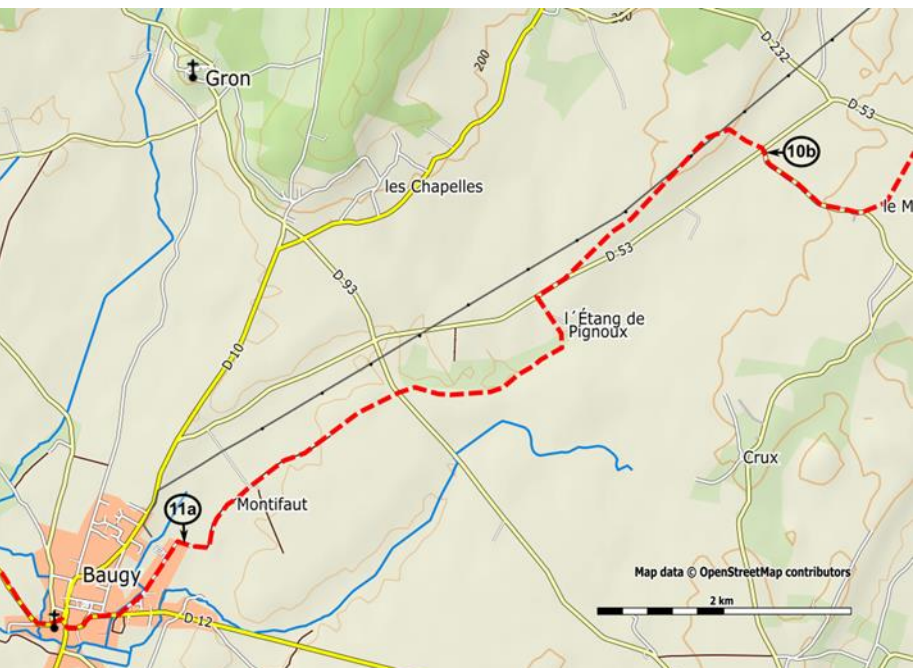 200
200
D-232
Gron
D-53
10b
les Chapelles
le M
D-93
D-53
l´Étang de
Pignoux
D-10
Crux
11a
Montifaut
Baugy
Map data © OpenStreetMap contributors
2 km
D-12